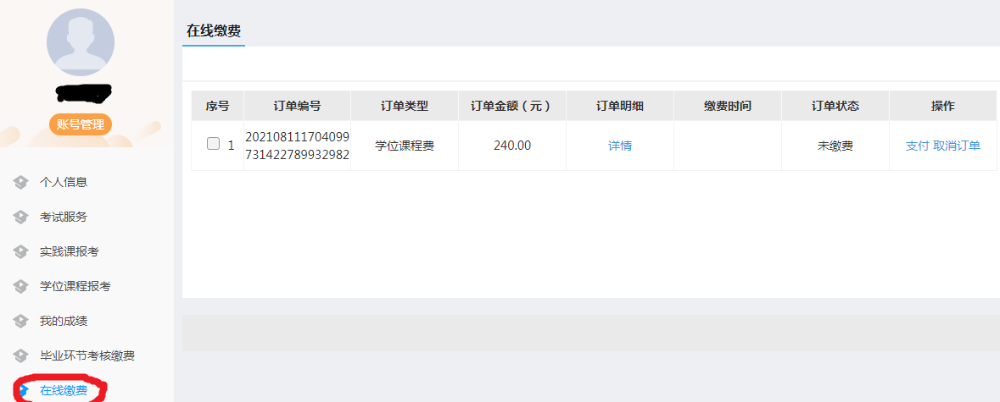 账号管理
个人信息
考试服务
实践课报考
学位课程报考
我的成绩
毕业环节考核缴费
在线缴费
在线缴费
序号 订单编号 订单类型 订单金额（元） 订单明细 缴费时间 订单状态 操作
1 202108111704099 学位课程费 240.00 详情 未缴费 支付 取消订单
731422789932982